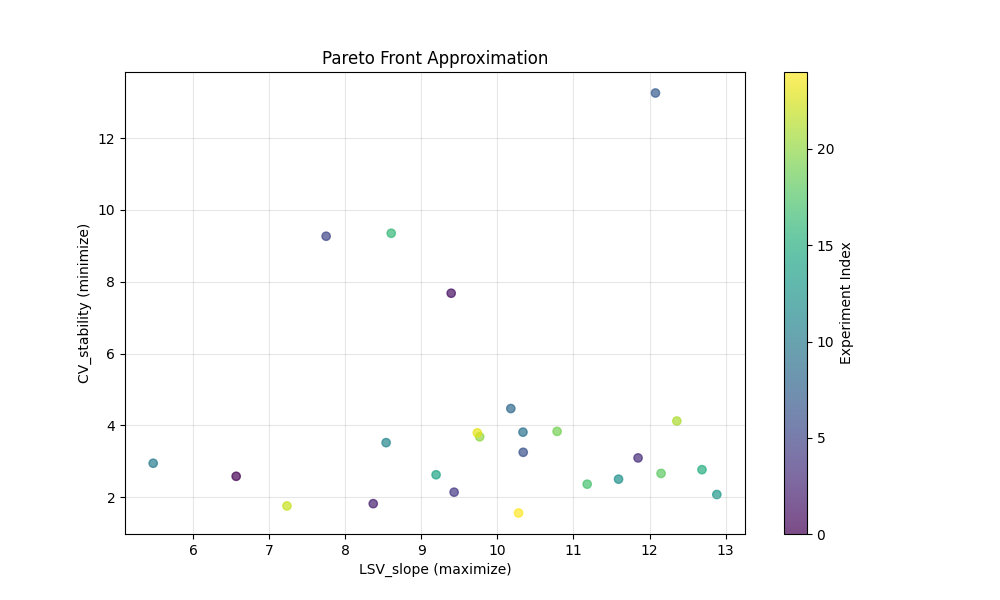 Pareto Front Approximation
CV_stability (minimize)
12
10
8
6
4
2
6 7 8 9 10 11 12 13
LSV_slope (maximize)
20
15
10
5
0
Experiment Index